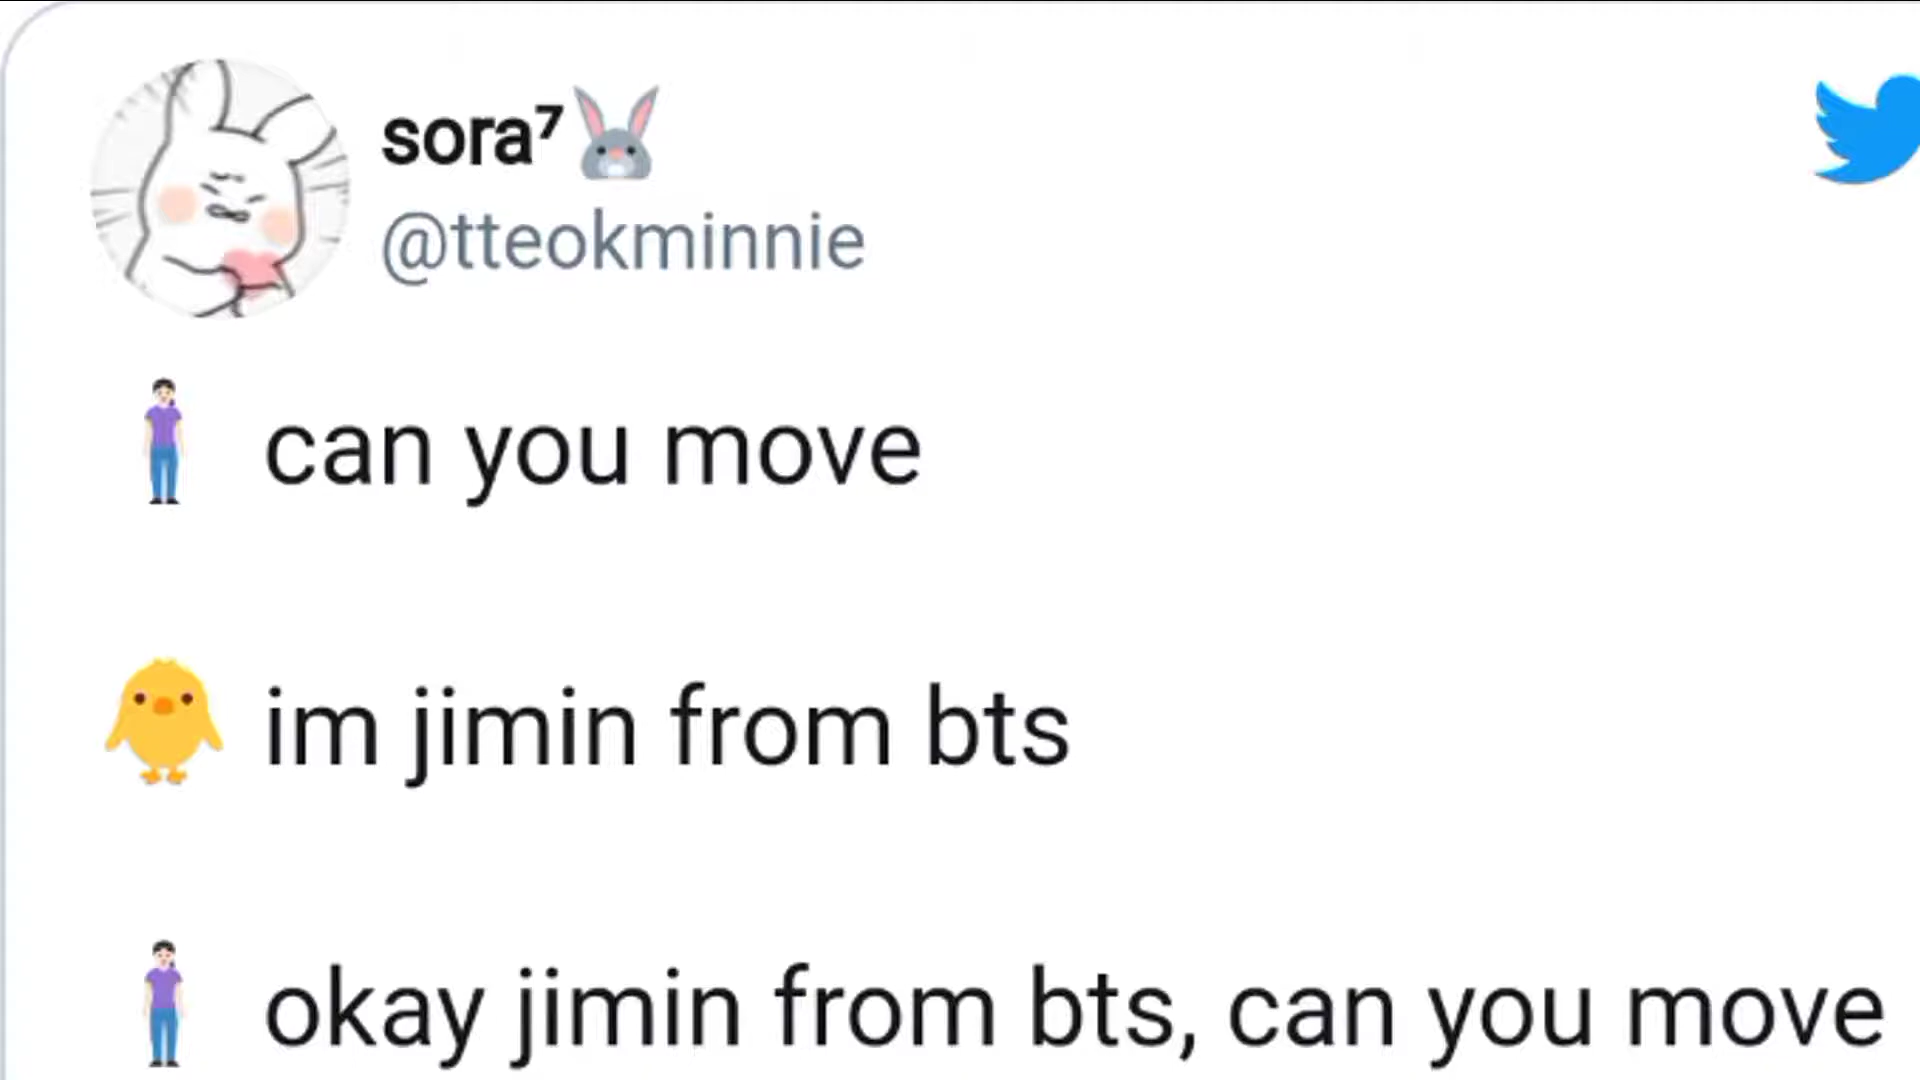 sora⁷🐰
@tteokminnie
🧍🏻‍♀️ can you move
🐥 im jimin from bts
🧍🏻‍♀️ okay jimin from bts, can you move